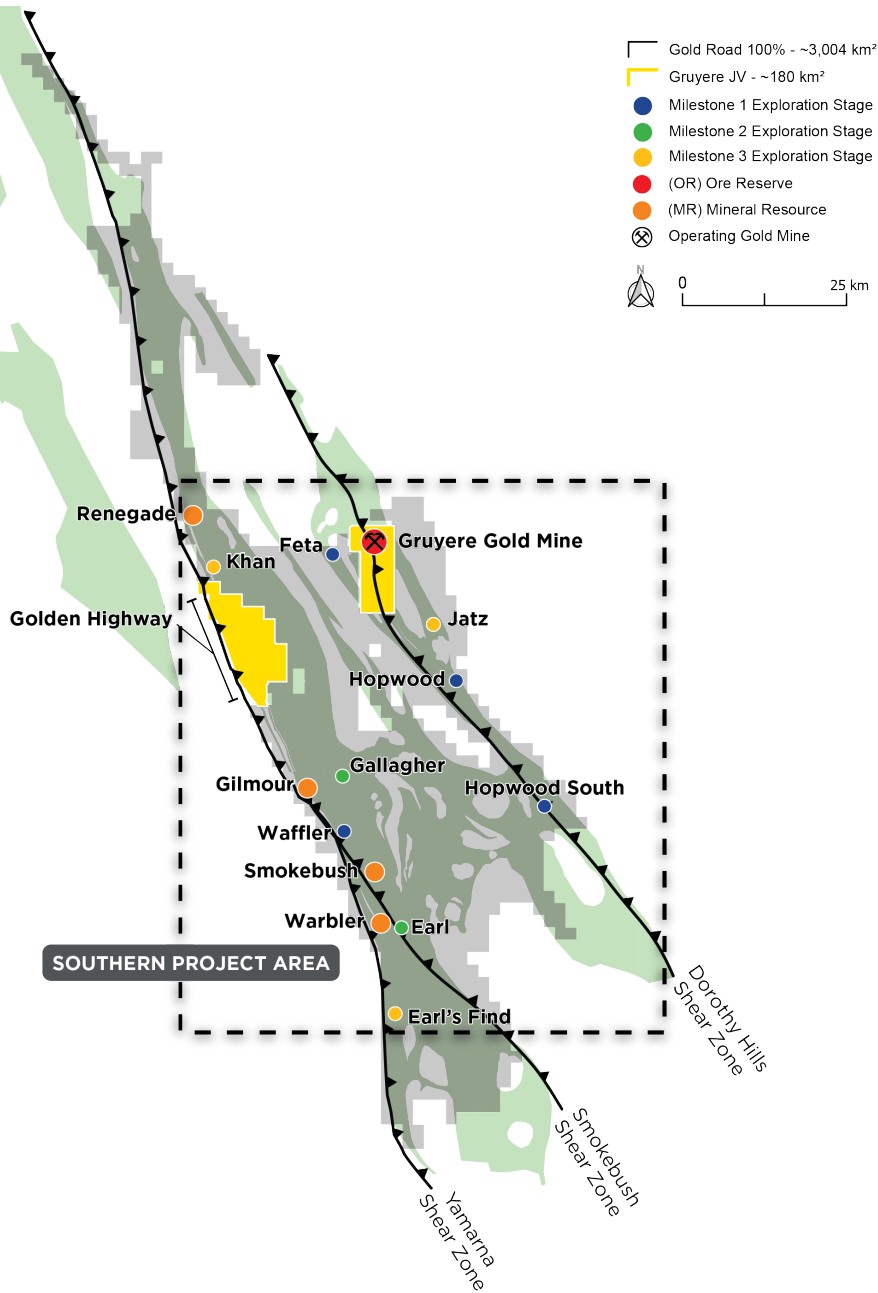 Gold Road 100% - ~3,004 km²
Gruyere JV - ~180 km²
Milestone 1 Exploration Stage
Milestone 2 Exploration Stage
Milestone 3 Exploration Stage
(OR) Ore Reserve
(MR) Mineral Resource
Operating Gold Mine
N
0
25 km
Renegade
Feta
Gruyere Gold Mine
Khan
Golden Highway
Jatz
Hopwood
Gallagher
Gilmour
Hopwood South
Waffler
Smokebush
Warbler
Earl
SOUTHERN PROJECT AREA
Earl's Find
Dorothy Hills
Shear Zone
Smokebush
Shear Zone
Yamarna
Shear Zone